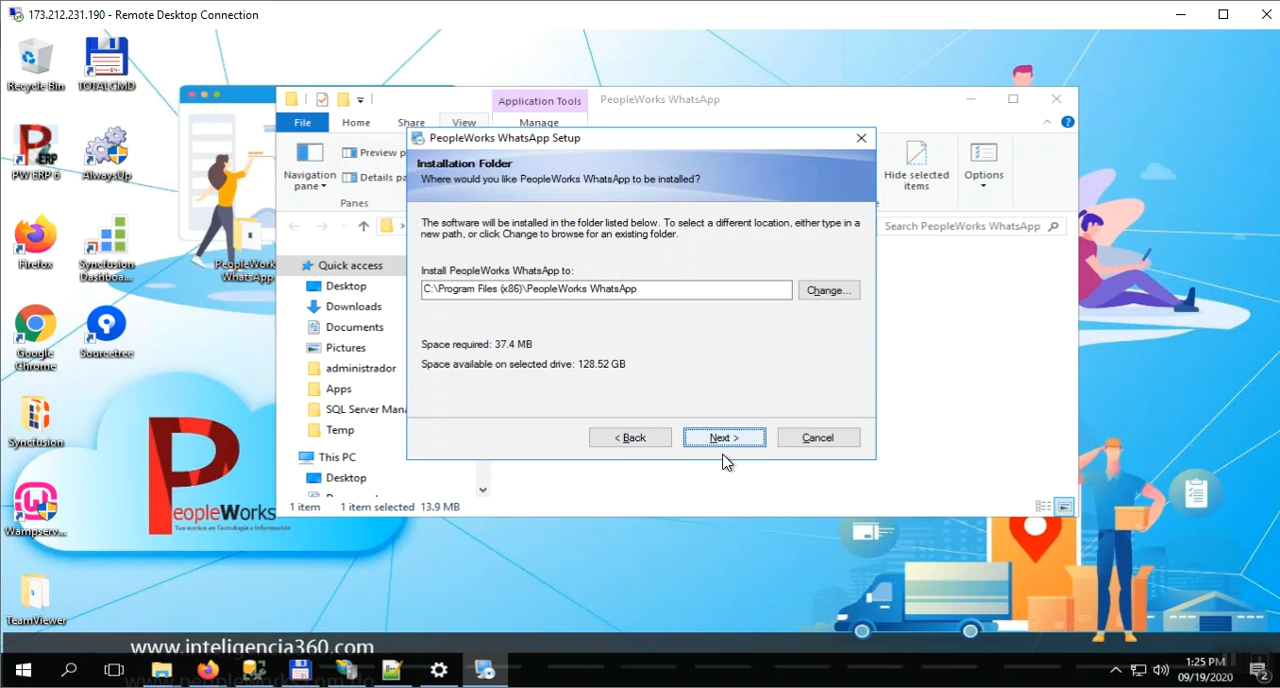 173.212.231.190 - Remote Desktop Connection
Recycle Bin
TOTALCMD
PW ERP 6
AlwaysUp
Firefox
Syncfusion
Dashboa...
PeopleWork
WhatsApp
Google
Chrome
Sourcetree
Syncfusion
Wampserv...
TeamViewer
Application Tools
PeopleWorks WhatsApp
File
Home
Share
View
Manage
Navigation
pane
Preview p
Details pa
Panes
Hide selected
items
Options
Search PeopleWorks WhatsApp
Quick access
Desktop
Downloads
Documents
Pictures
administrador
Apps
SQL Server Mana
Temp
This PC
Desktop
1 item
1 item selected 13.9 MB
PeopleWorks WhatsApp Setup
Installation Folder
Where would you like PeopleWorks WhatsApp to be installed?
The software will be installed in the folder listed below. To select a different location, either type in a
new path, or click Change to browse for an existing folder.
Install PeopleWorks WhatsApp to:
C:\Program Files (x86)\PeopleWorks WhatsApp
Change...
Space required: 37.4 MB
Space available on selected drive: 128.52 GB
< Back
Next >
Cancel
PeopleWorks
Tu socio en Tecnología e Información
www.inteligencia360.com
1:25 PM
09/19/2020
2